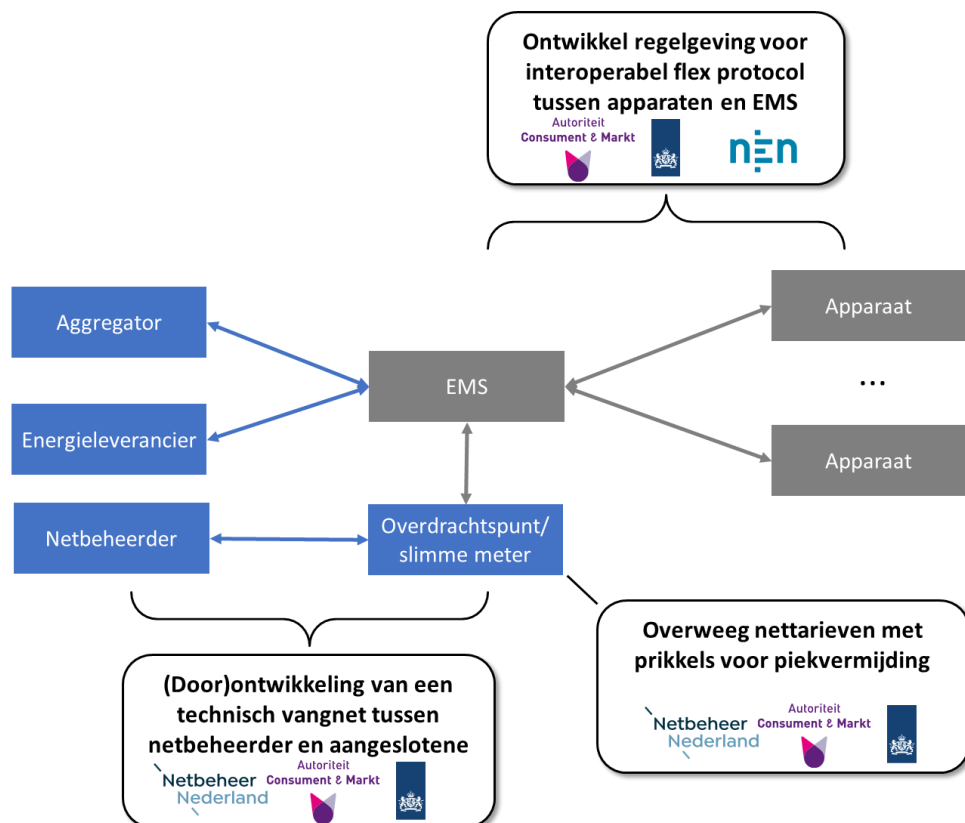 Ontwikkel regelgeving voor
interoperabel flex protocol
tussen apparaten en EMS
Autoriteit
Consument & Markt
nEn
Aggregator
Apparaat
EMS
...
Energieleverancier
Apparaat
Netbeheerder
Overdrachtspunt/
slimme meter
Overweeg nettarieven met
prikkels voor piekvermijding
Netbeheer
Nederland
Autoriteit
Consument & Markt
(Door)ontwikkeling van een
technisch vangnet tussen
netbeheerder en aangeslotene
Netbeheer
Nederland
Autoriteit
Consument & Markt